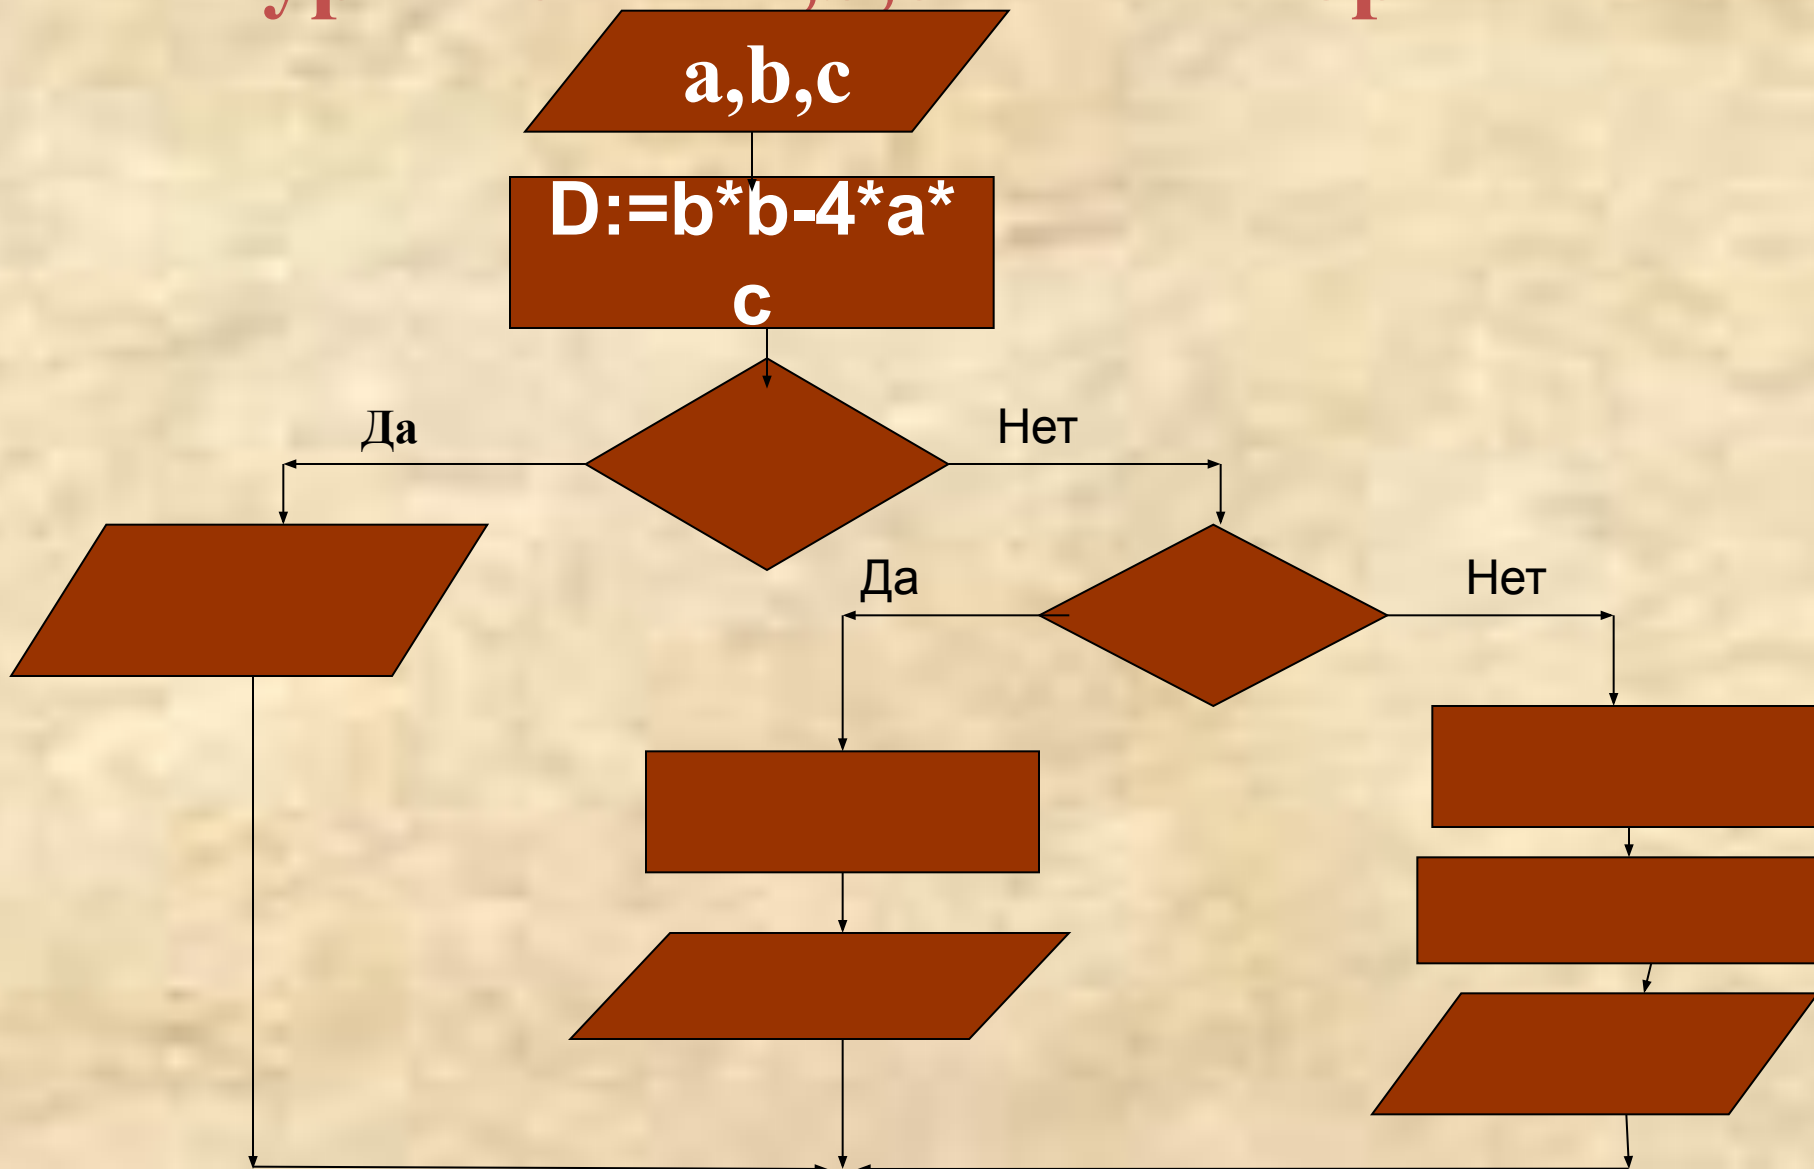 a,b,c
D:=b*b-4*a*
c
Да
Нет
Да
Нет